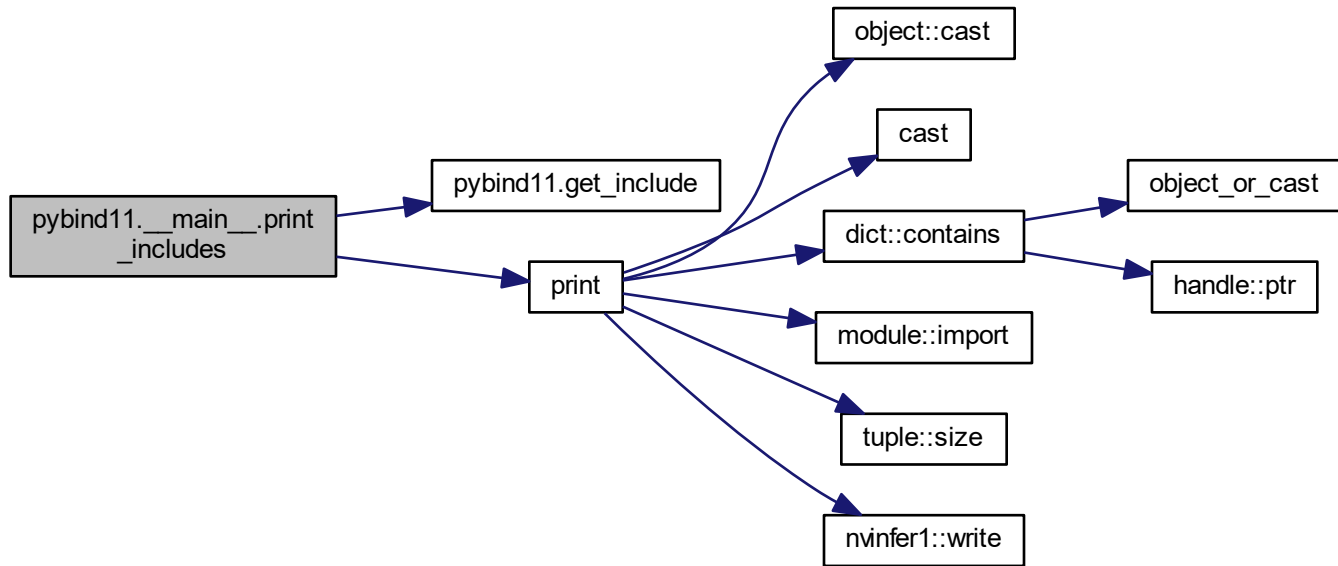 object::cast
cast
pybind11.get_include
object_or_cast
pybind11.__main__.print
_includes
dict::contains
print
handle::ptr
module::import
tuple::size
nvinfer1::write